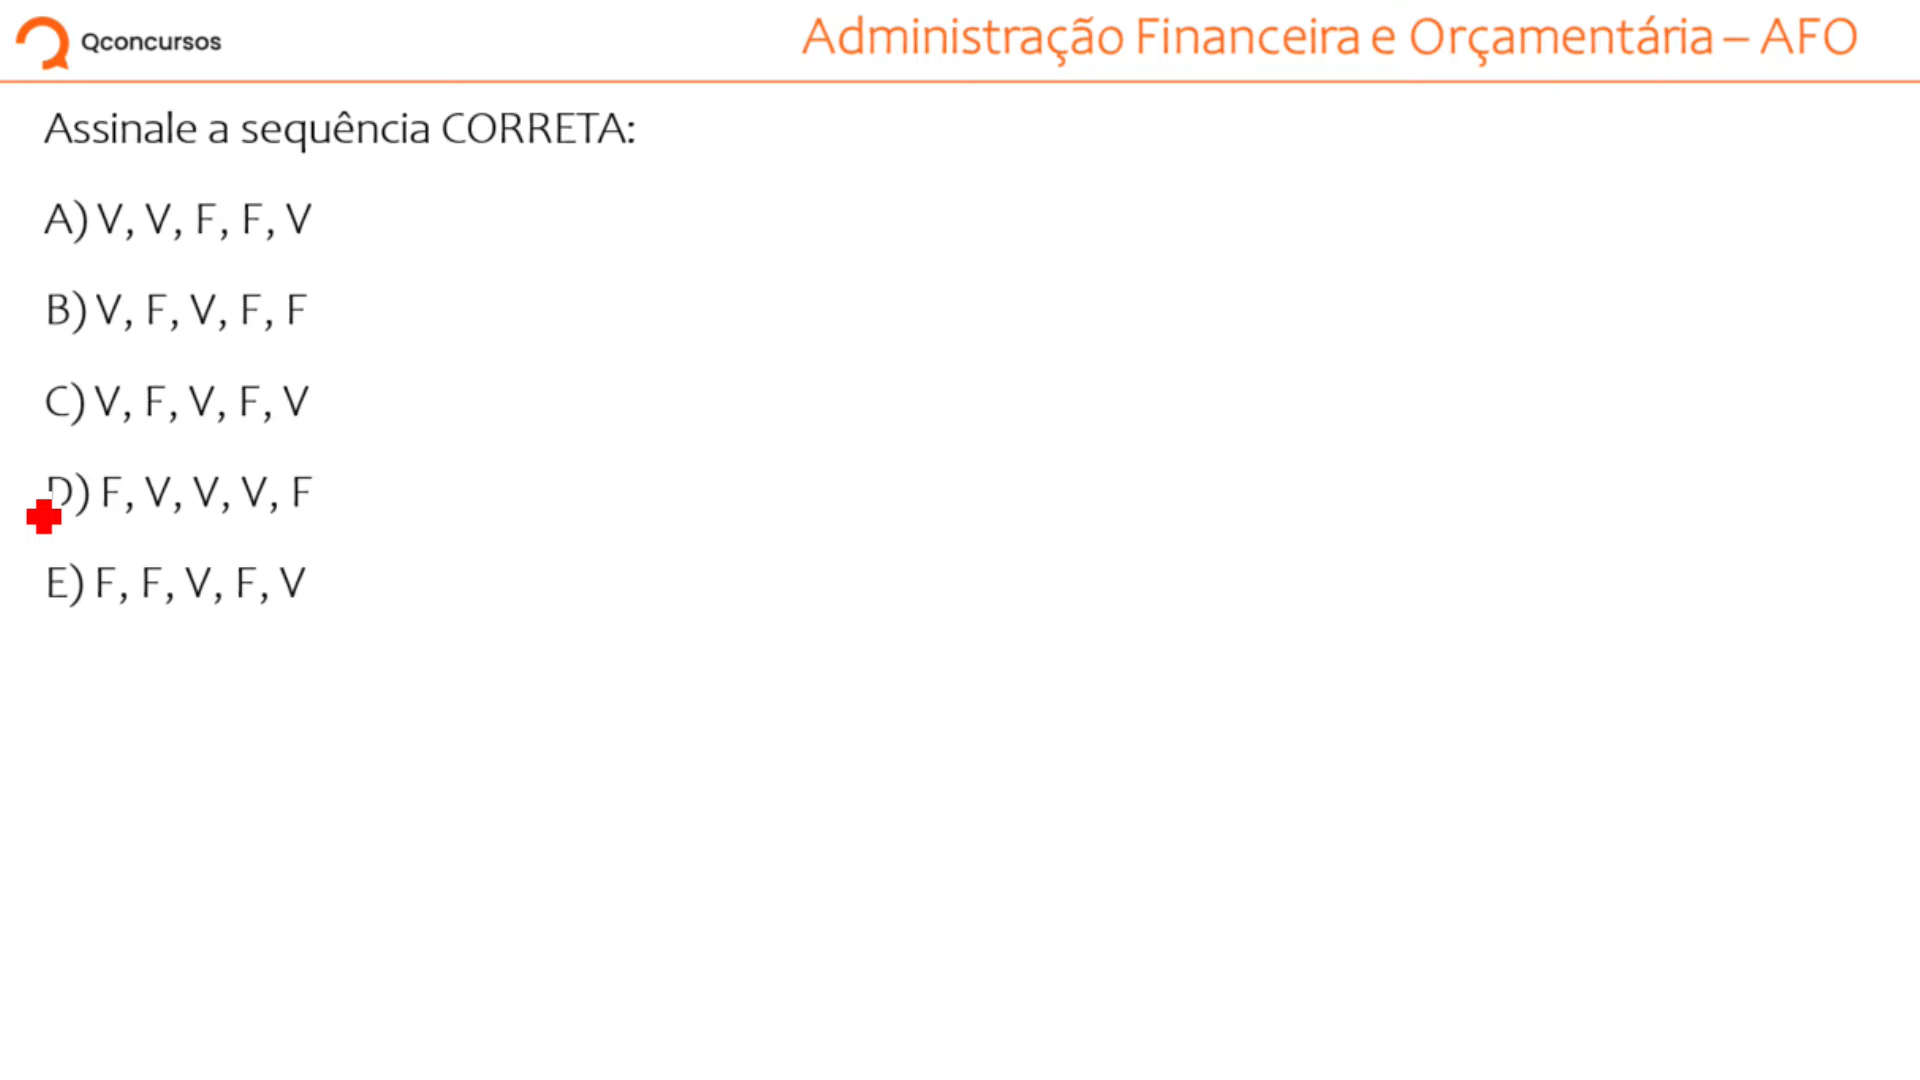 Qconcursos
Administração Financeira e Orçamentária – AFO
Assinale a sequência CORRETA:
A) V, V, F, F, V
B) V, F, V, F, F
C) V, F, V, F, V
D) F, V, V, V, F
E) F, F, V, F, V